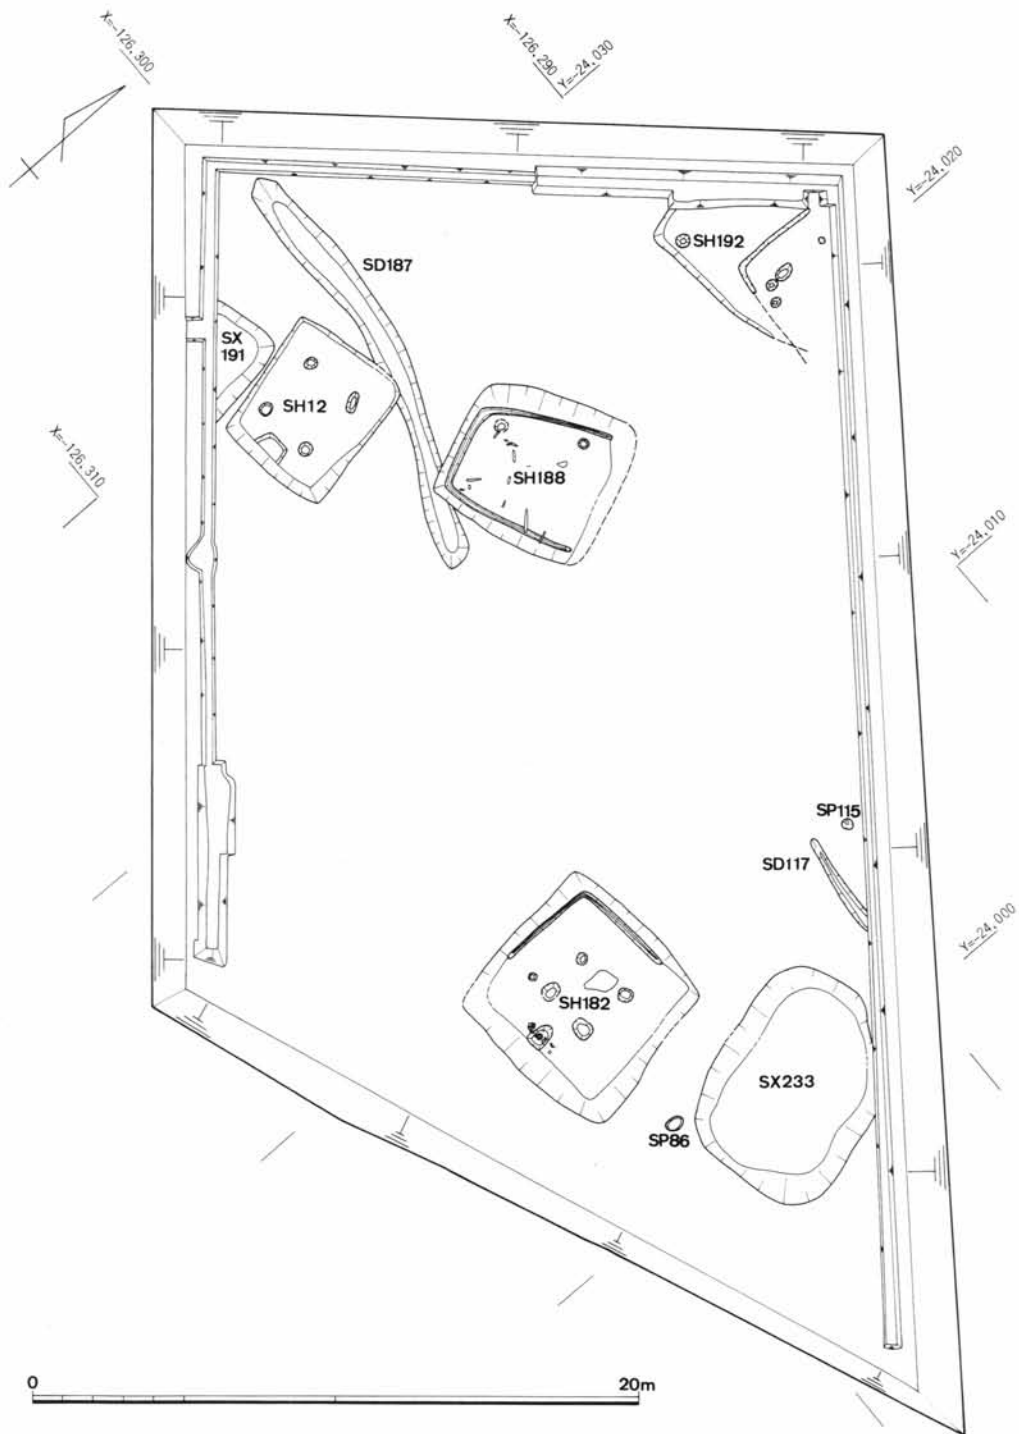 X=-126.300
X=-126.290
Y=-24.030
Y=-24.020
SH192
SD187
SX
191
SH12
X=-126.310
SH188
Y=-24.010
SP115
SD117
Y=-24.000
SH182
SX233
SP86
0
20m